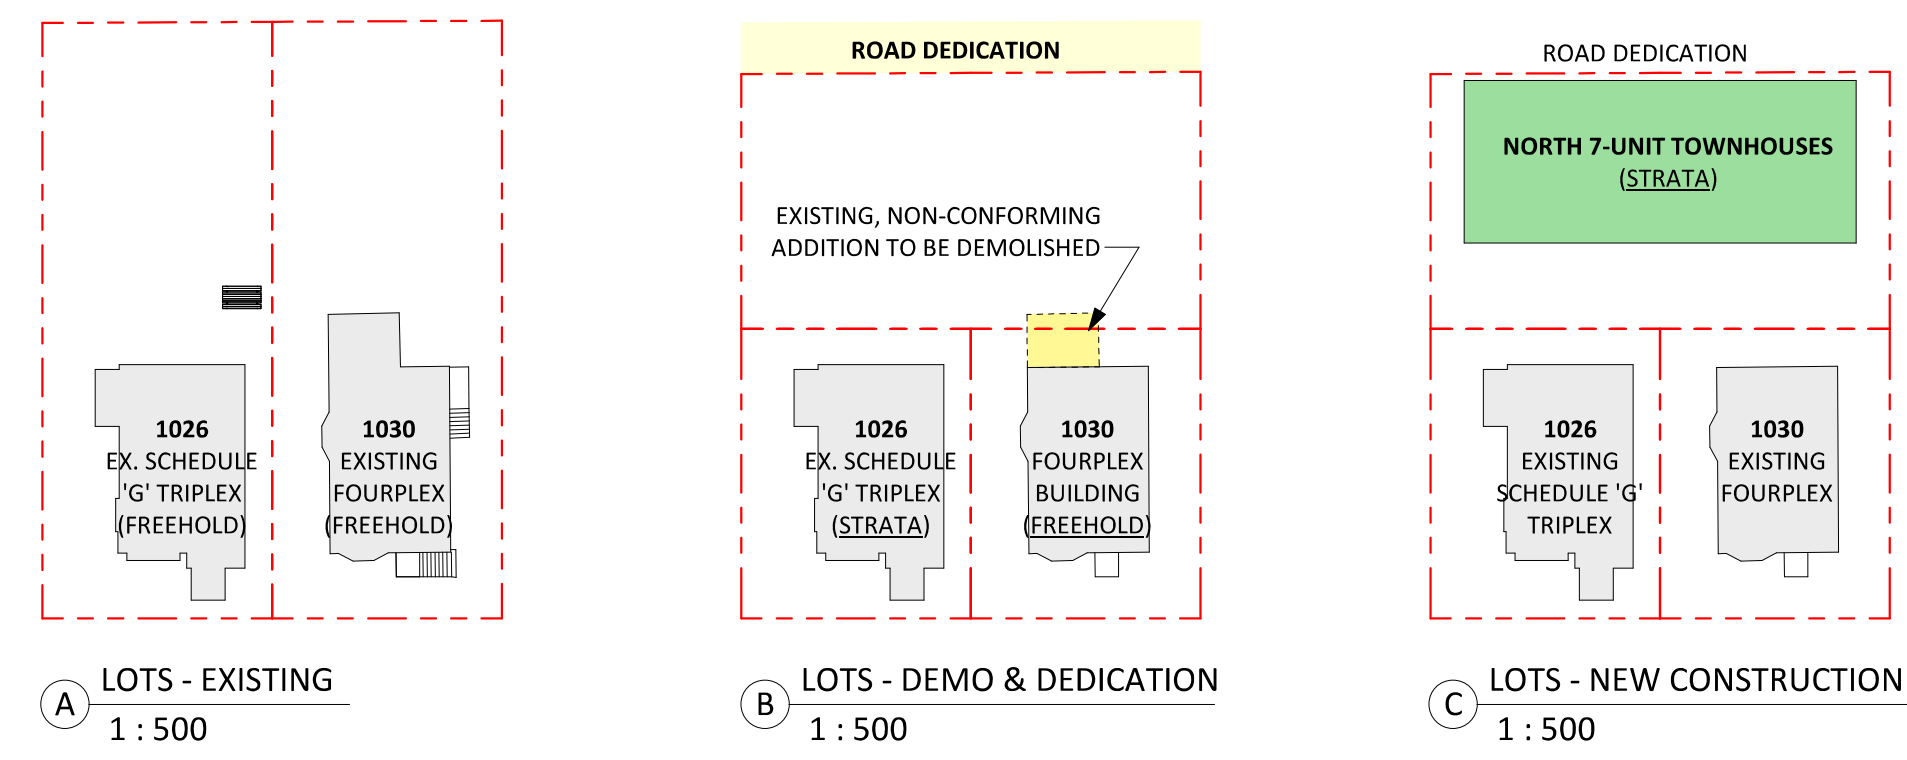 1026
EX. SCHEDULE
'G' TRIPLEX
(FREEHOLD)
1030
EXISTING
FOURPLEX
(FREEHOLD)
A
LOTS - EXISTING
1 : 500
ROAD DEDICATION
EXISTING, NON-CONFORMING
ADDITION TO BE DEMOLISHED
1026
EX. SCHEDULE
'G' TRIPLEX
(STRATA)
1030
FOURPLEX
BUILDING
(FREEHOLD)
B
LOTS - DEMO & DEDICATION
1 : 500
ROAD DEDICATION
NORTH 7-UNIT TOWNHOUSES
(STRATA)
1026
EXISTING
SCHEDULE 'G'
TRIPLEX
1030
EXISTING
FOURPLEX
C
LOTS - NEW CONSTRUCTION
1 : 500